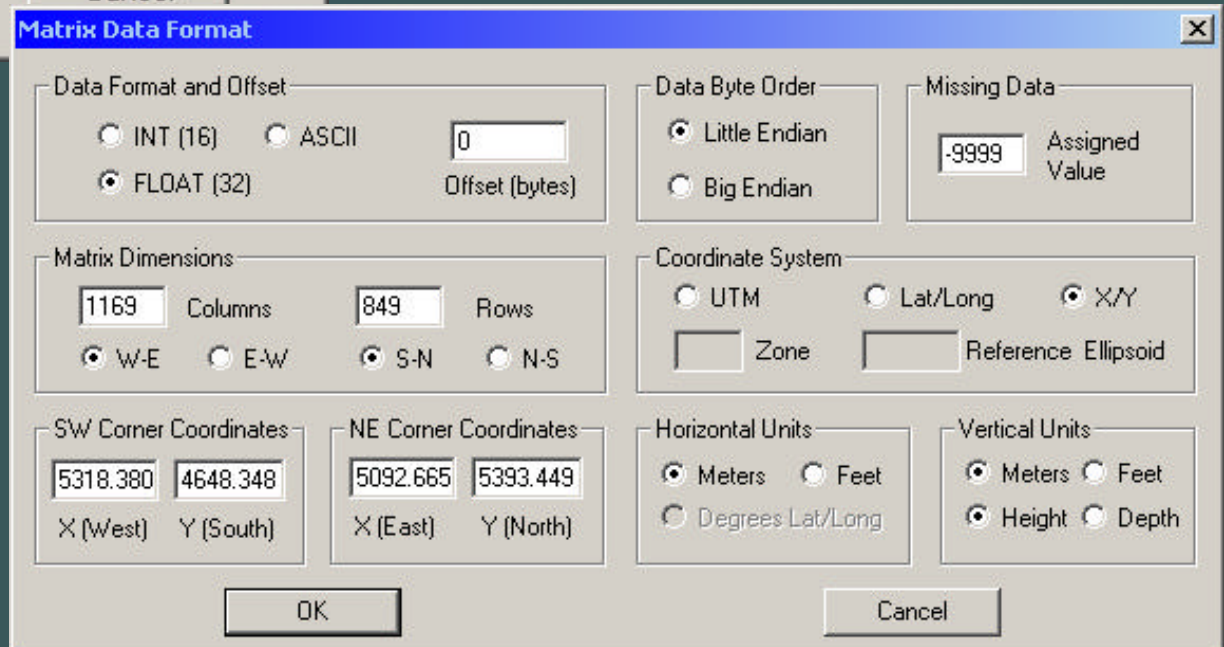 Matrix Data Format
Data Format and Offset
INT (16) ASCII 0
FLOAT (32) Offset (bytes)
Data Byte Order
Little Endian
Big Endian
Missing Data
-9999 Assigned
Value
Matrix Dimensions
1169 Columns 849 Rows
W-E E-W S-N N-S
Coordinate System
UTM Lat/Long X/Y
Zone Reference Ellipsoid
SW Corner Coordinates
5318.380 4648.348
X (West) Y (South)
NE Corner Coordinates
5092.665 5393.449
X (East) Y (North)
Horizontal Units
Meters Feet
Degrees Lat/Long
Vertical Units
Meters Feet
Height Depth
OK Cancel